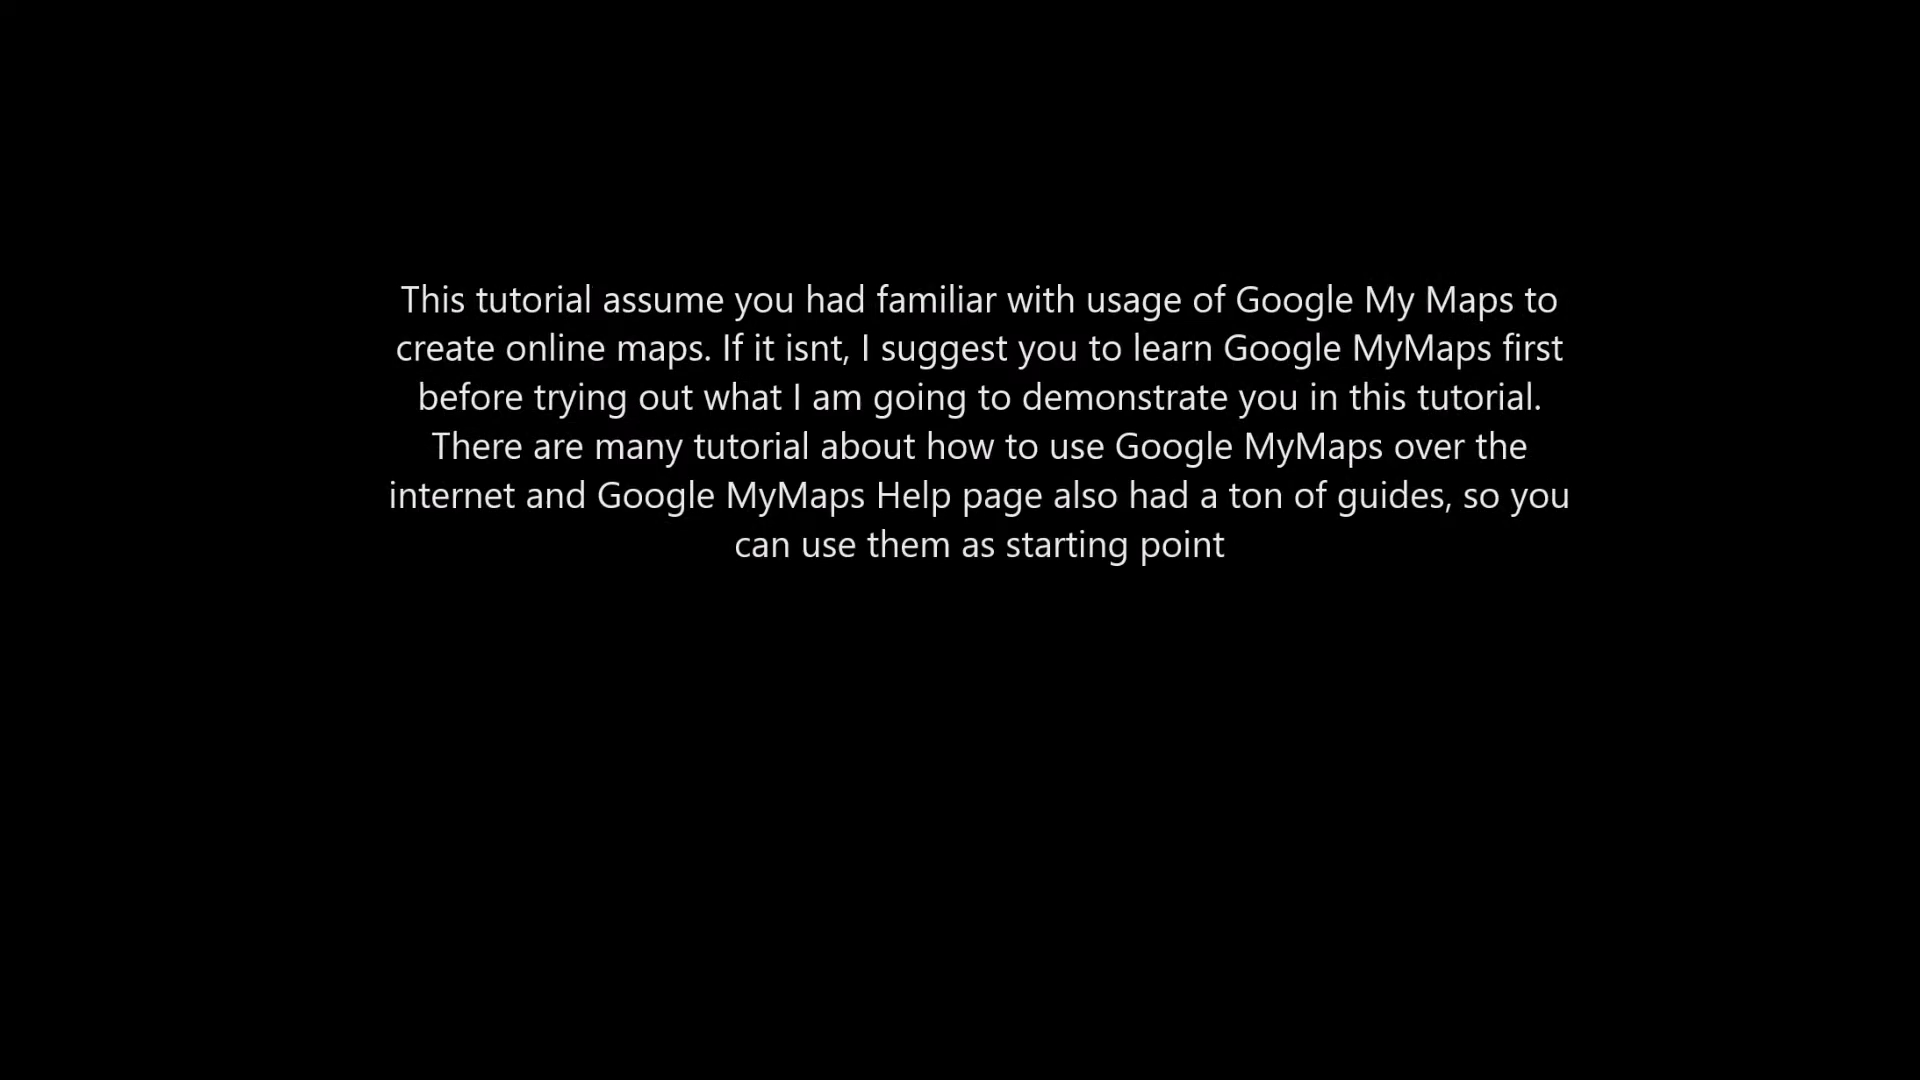 This tutorial assume you had familiar with usage of Google My Maps to
create online maps. If it isnt, I suggest you to learn Google MyMaps first
before trying out what I am going to demonstrate you in this tutorial.
There are many tutorial about how to use Google MyMaps over the
internet and Google MyMaps Help page also had a ton of guides, so you
can use them as starting point